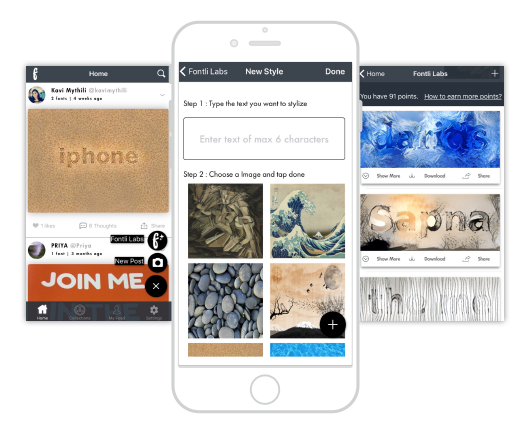 Home
Kavi Mythili @kavimythili
2 fonts | 4 weeks ago
iphone
1 likes
8 Thoughts
Share
PRIYA @Priya
1 font | 3 months ago
Fontli Labs
New Post
JOIN ME
Home
Collections
My Feed
Settings
Fontli Labs
New Style
Done
Step 1 : Type the text you want to stylize
Enter text of max 6 characters
Step 2 : Choose a Image and tap done
Home
Fontli Labs
You have 91 points.
How to earn more points?
Show More
Download
Share
Sapna
Show More
Download
Share